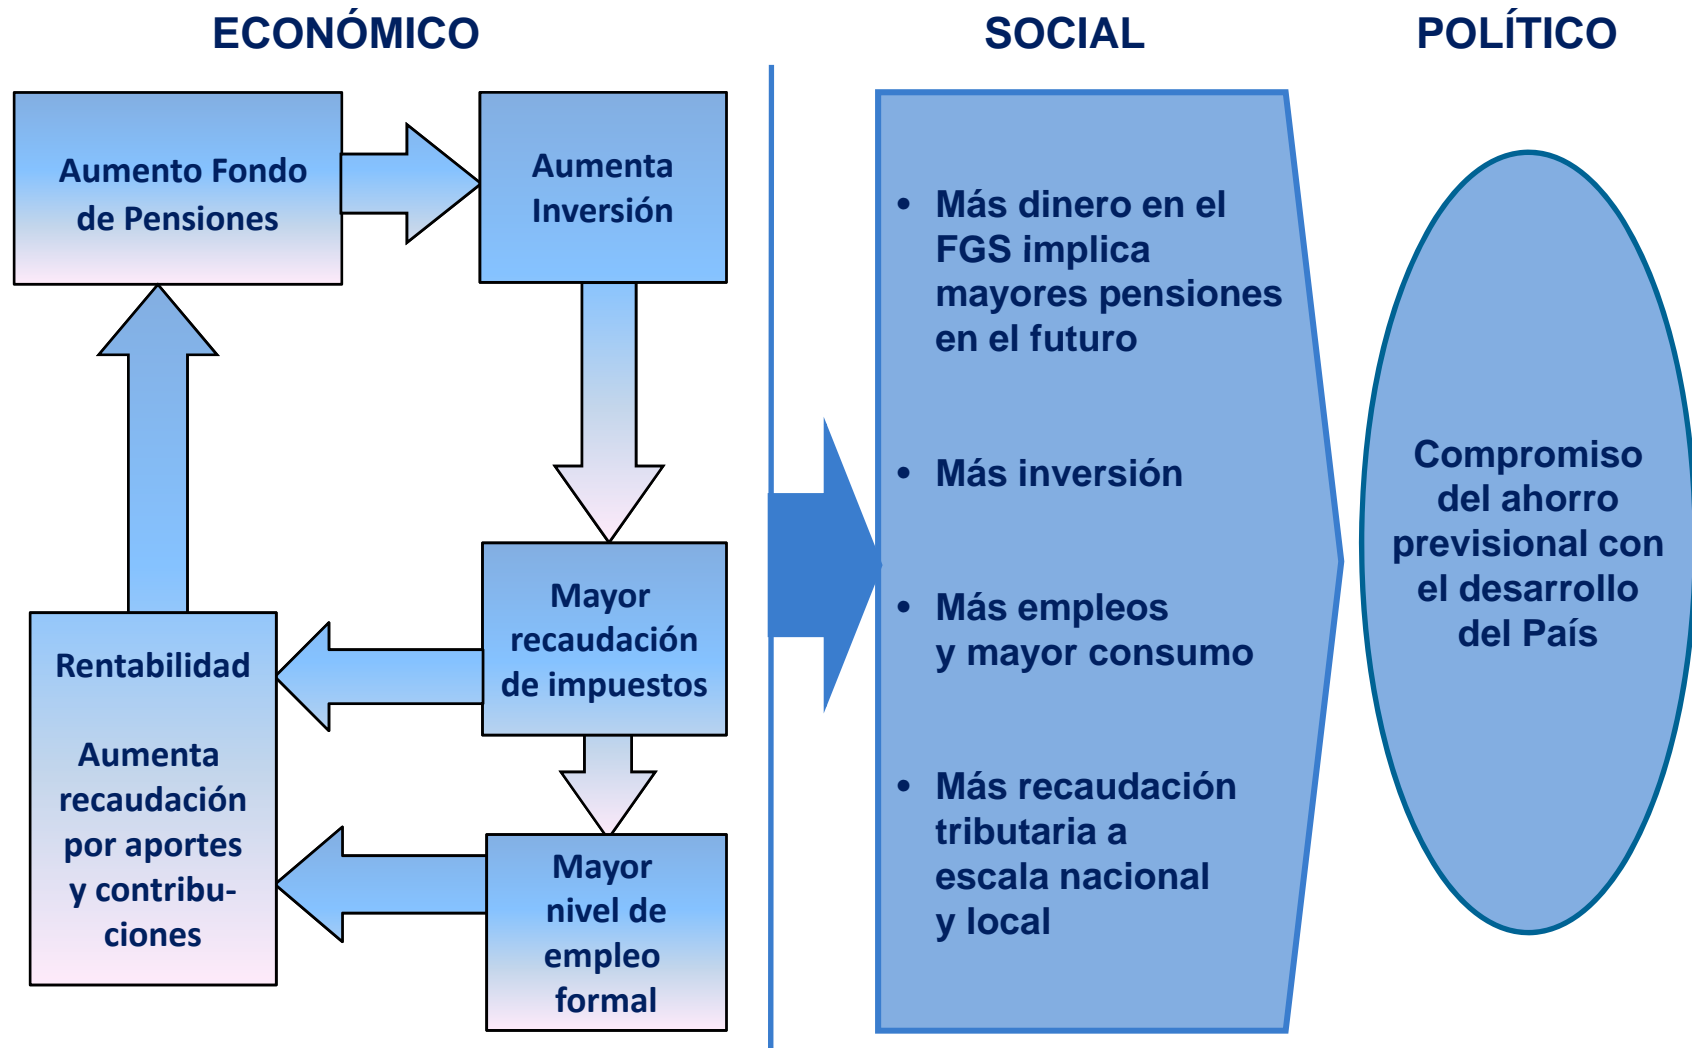 ECONÓMICO
Aumento Fondo
de Pensiones
Aumenta
Inversión
Mayor
recaudación
de impuestos
Rentabilidad
Aumenta
recaudación
por aportes
y contribu-
ciones
Mayor
nivel de
empleo
formal
SOCIAL
• Más dinero en el
FGS implica
mayores pensiones
en el futuro
• Más inversión
• Más empleos
y mayor consumo
• Más recaudación
tributaria a
escala nacional
y local
POLÍTICO
Compromiso
del ahorro
previsional con
el desarrollo
del País